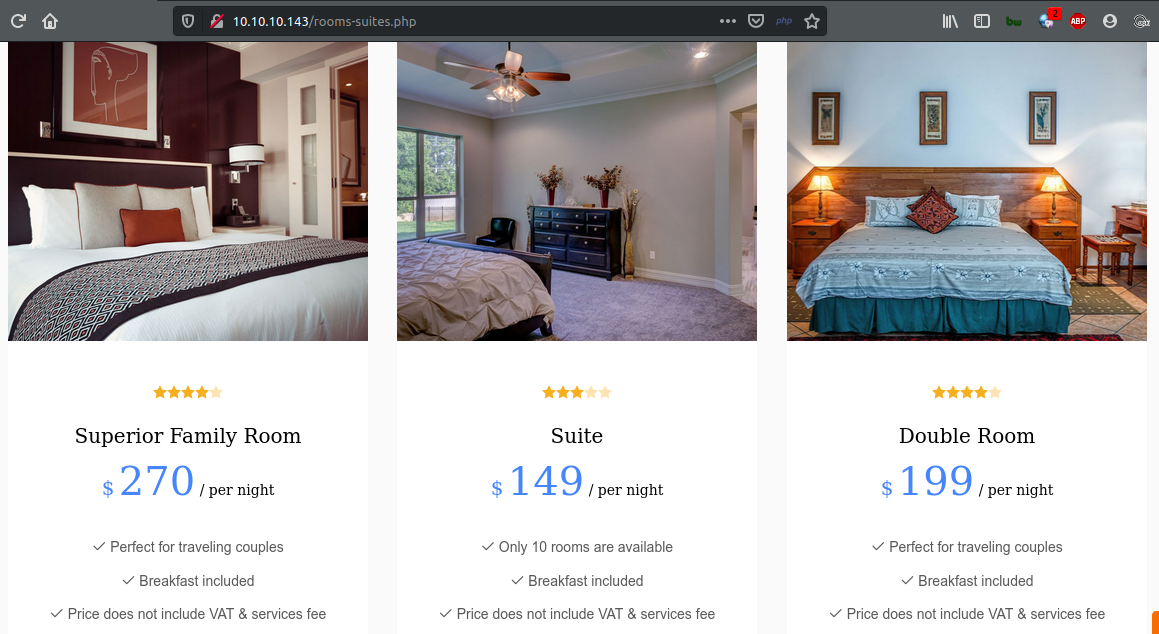 10.10.10.143/rooms-suites.php
php
bw
2
ABP
Superior Family Room
$ 270 / per night
Perfect for traveling couples
Breakfast included
Price does not include VAT & services fee
Suite
$ 149 / per night
Only 10 rooms are available
Breakfast included
Price does not include VAT & services fee
Double Room
$ 199 / per night
Perfect for traveling couples
Breakfast included
Price does not include VAT & services fee